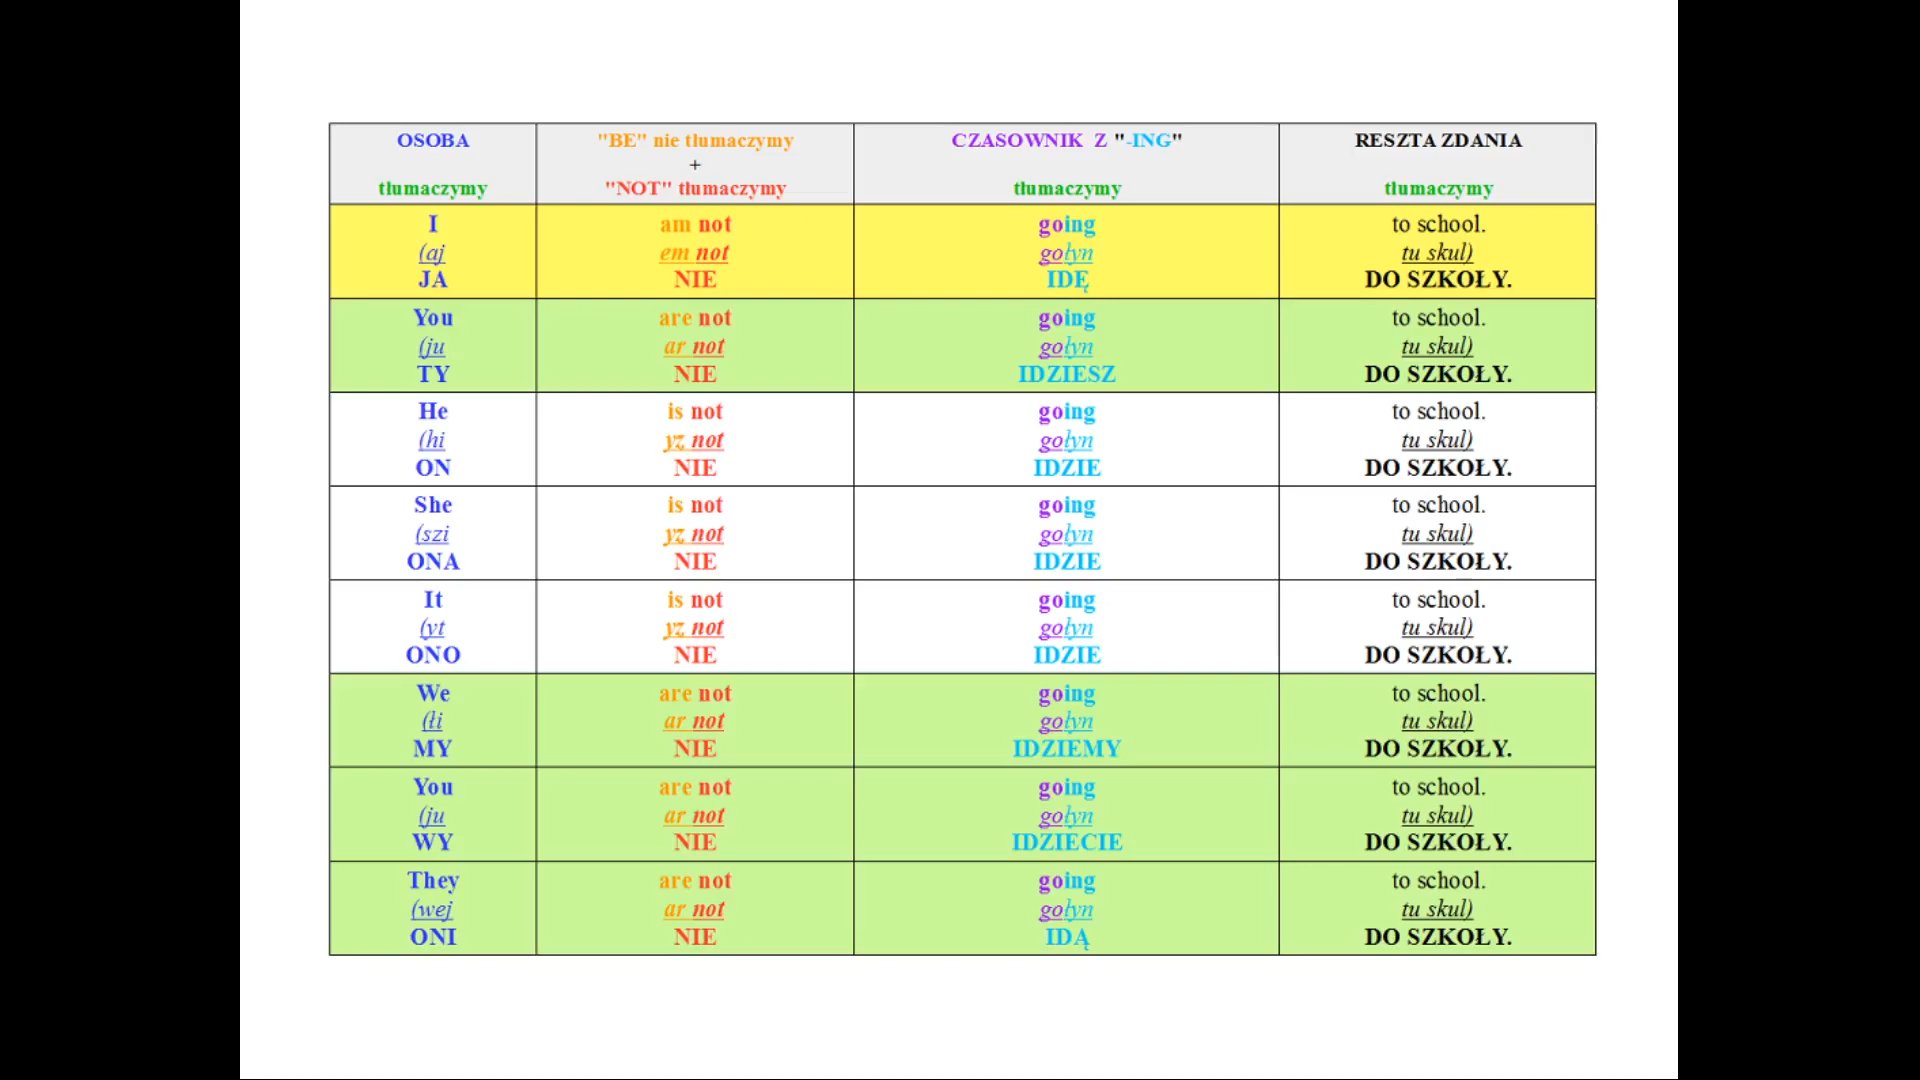 OSOBA
tłumaczymy
"BE" nie tłumaczymy
+
"NOT" tłumaczymy
CZASOWNIK Z "-ING"
tłumaczymy
RESZTA ZDANIA
tłumaczymy
I
(aj
JA
am not
em not
NIE
going
gołyn
IDĘ
to school.
tu skul)
DO SZKOŁY.
You
(ju
TY
are not
ar not
NIE
going
gołyn
IDZIESZ
to school.
tu skul)
DO SZKOŁY.
He
(hi
ON
is not
yz not
NIE
going
gołyn
IDZIE
to school.
tu skul)
DO SZKOŁY.
She
(szi
ONA
is not
yz not
NIE
going
gołyn
IDZIE
to school.
tu skul)
DO SZKOŁY.
It
(yt
ONO
is not
yz not
NIE
going
gołyn
IDZIE
to school.
tu skul)
DO SZKOŁY.
We
(łi
MY
are not
ar not
NIE
going
gołyn
IDZIEMY
to school.
tu skul)
DO SZKOŁY.
You
(ju
WY
are not
ar not
NIE
going
gołyn
IDZIECIE
to school.
tu skul)
DO SZKOŁY.
They
(wej
ONI
are not
ar not
NIE
going
gołyn
IDĄ
to school.
tu skul)
DO SZKOŁY.